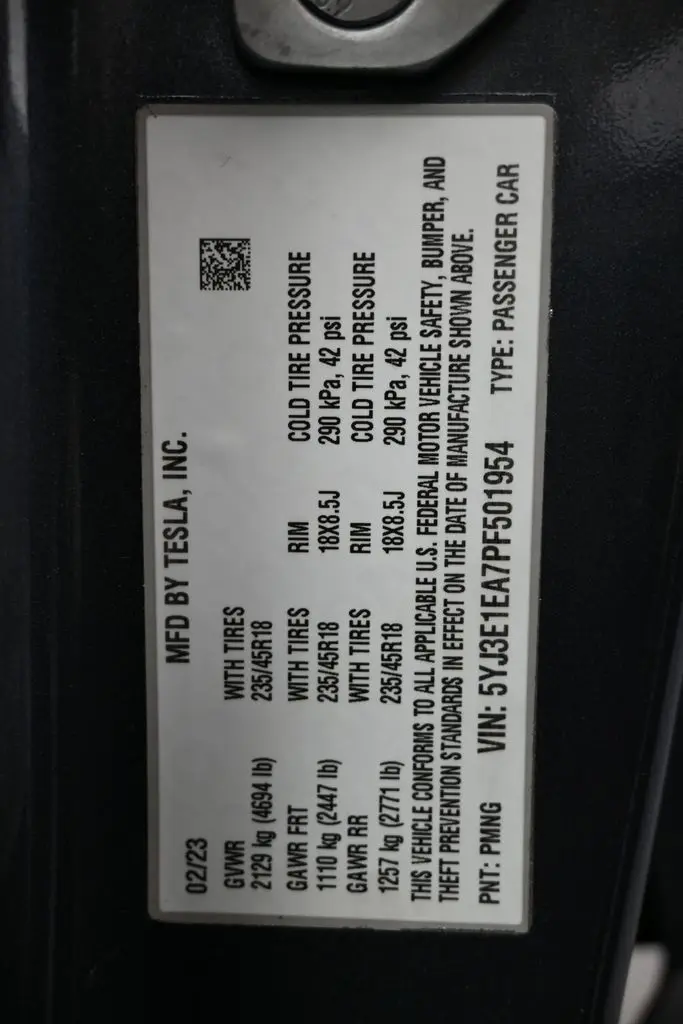 MFD BY TESLA, INC.
02/23
GVWR WITH TIRES
2129 kg (4694 lb) 235/45R18
GAWR FRT WITH TIRES RIM COLD TIRE PRESSURE
1110 kg (2447 lb) 235/45R18 18X8.5J 290 kPa, 42 psi
GAWR RR WITH TIRES RIM COLD TIRE PRESSURE
1257 kg (2771 lb) 235/45R18 18X8.5J 290 kPa, 42 psi
THIS VEHICLE CONFORMS TO ALL APPLICABLE U.S. FEDERAL MOTOR VEHICLE SAFETY, BUMPER, AND
THEFT PREVENTION STANDARDS IN EFFECT ON THE DATE OF MANUFACTURE SHOWN ABOVE.
PNT: PMNG VIN: 5YJ3E1EA7PF501954 TYPE: PASSENGER CAR